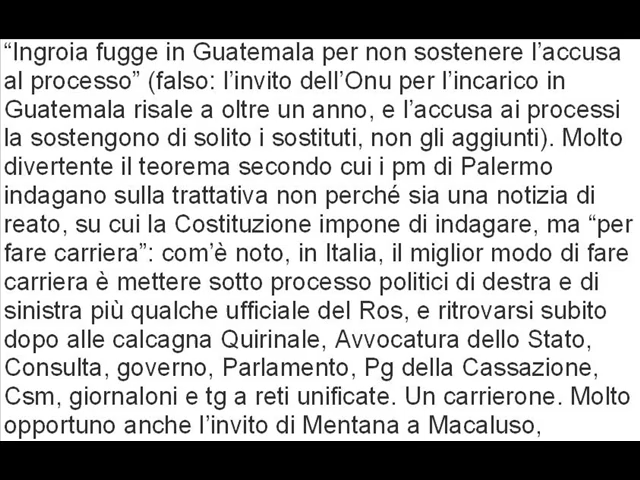 “Ingroia fugge in Guatemala per non sostenere l’accusa
al processo” (falso: l’invito dell’Onu per l’incarico in
Guatemala risale a oltre un anno, e l’accusa ai processi
la sostengono di solito i sostituti, non gli aggiunti). Molto
divertente il teorema secondo cui i pm di Palermo
indagano sulla trattativa non perché sia una notizia di
reato, su cui la Costituzione impone di indagare, ma “per
fare carriera”: com’è noto, in Italia, il miglior modo di fare
carriera è mettere sotto processo politici di destra e di
sinistra più qualche ufficiale del Ros, e ritrovarsi subito
dopo alle calcagna Quirinale, Avvocatura dello Stato,
Consulta, governo, Parlamento, Pg della Cassazione,
Csm, giornaloni e tg a reti unificate. Un carrierone. Molto
opportuno anche l’invito di Mentana a Macaluso,